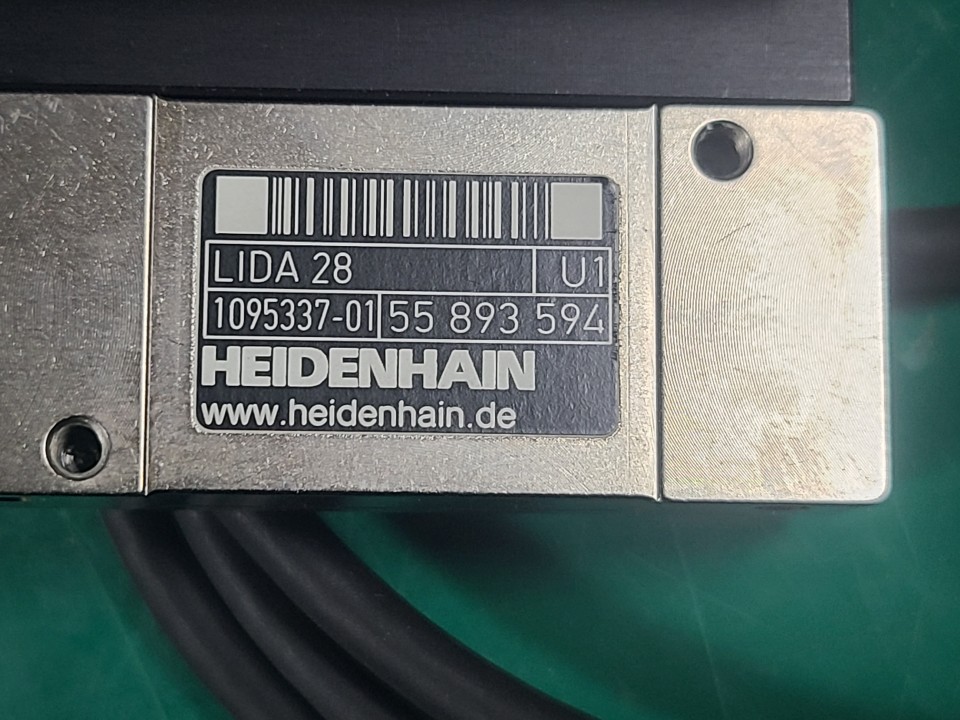 LIDA 28 U1
1095337-01 55 893 594
HEIDENHAIN
www.heidenhain.de